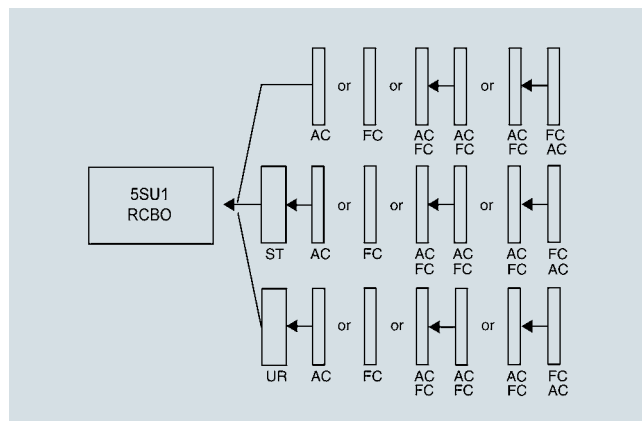 or or or
AC FC AC AC AC FC
FC FC FC AC
5SU1
RCBO
or or or
ST AC FC AC AC AC FC
FC FC FC AC
or or or
UR AC FC AC AC AC FC
FC FC FC AC